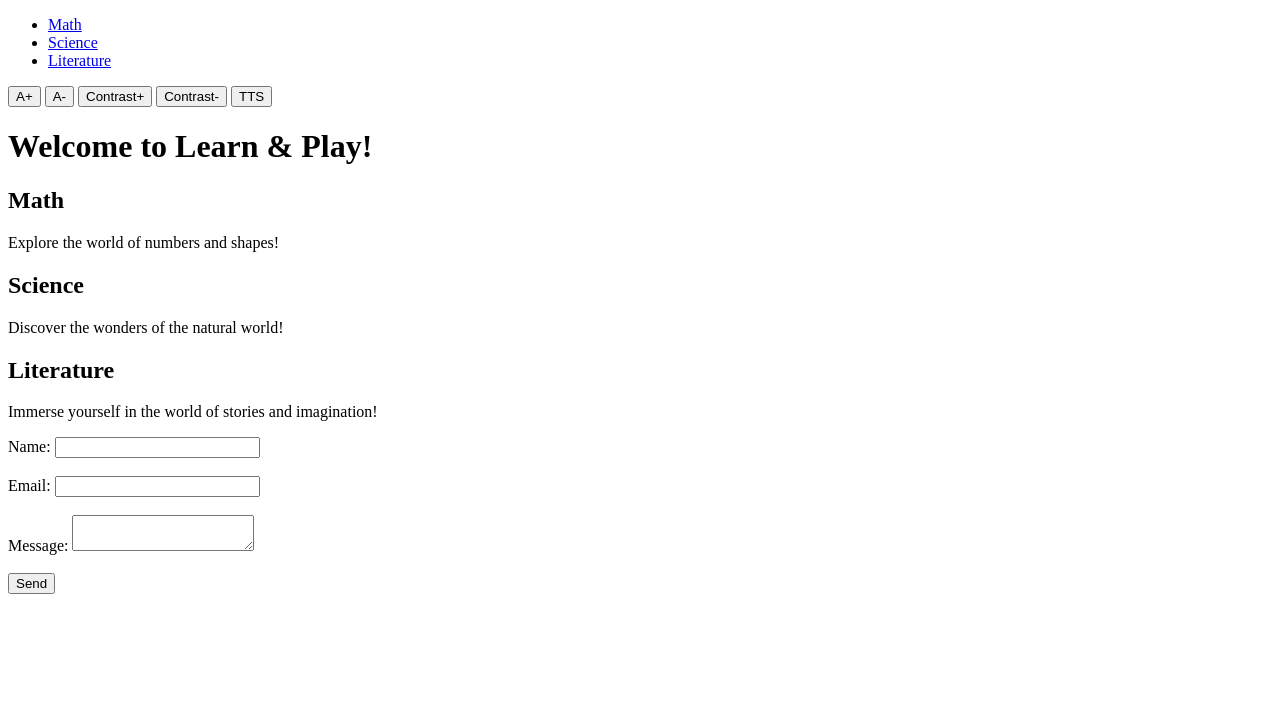 Math
Science
Literature
A+ A- Contrast+ Contrast- TTS
Welcome to Learn & Play!
Math
Explore the world of numbers and shapes!
Science
Discover the wonders of the natural world!
Literature
Immerse yourself in the world of stories and imagination!
Name:
Email:
Message:
Send